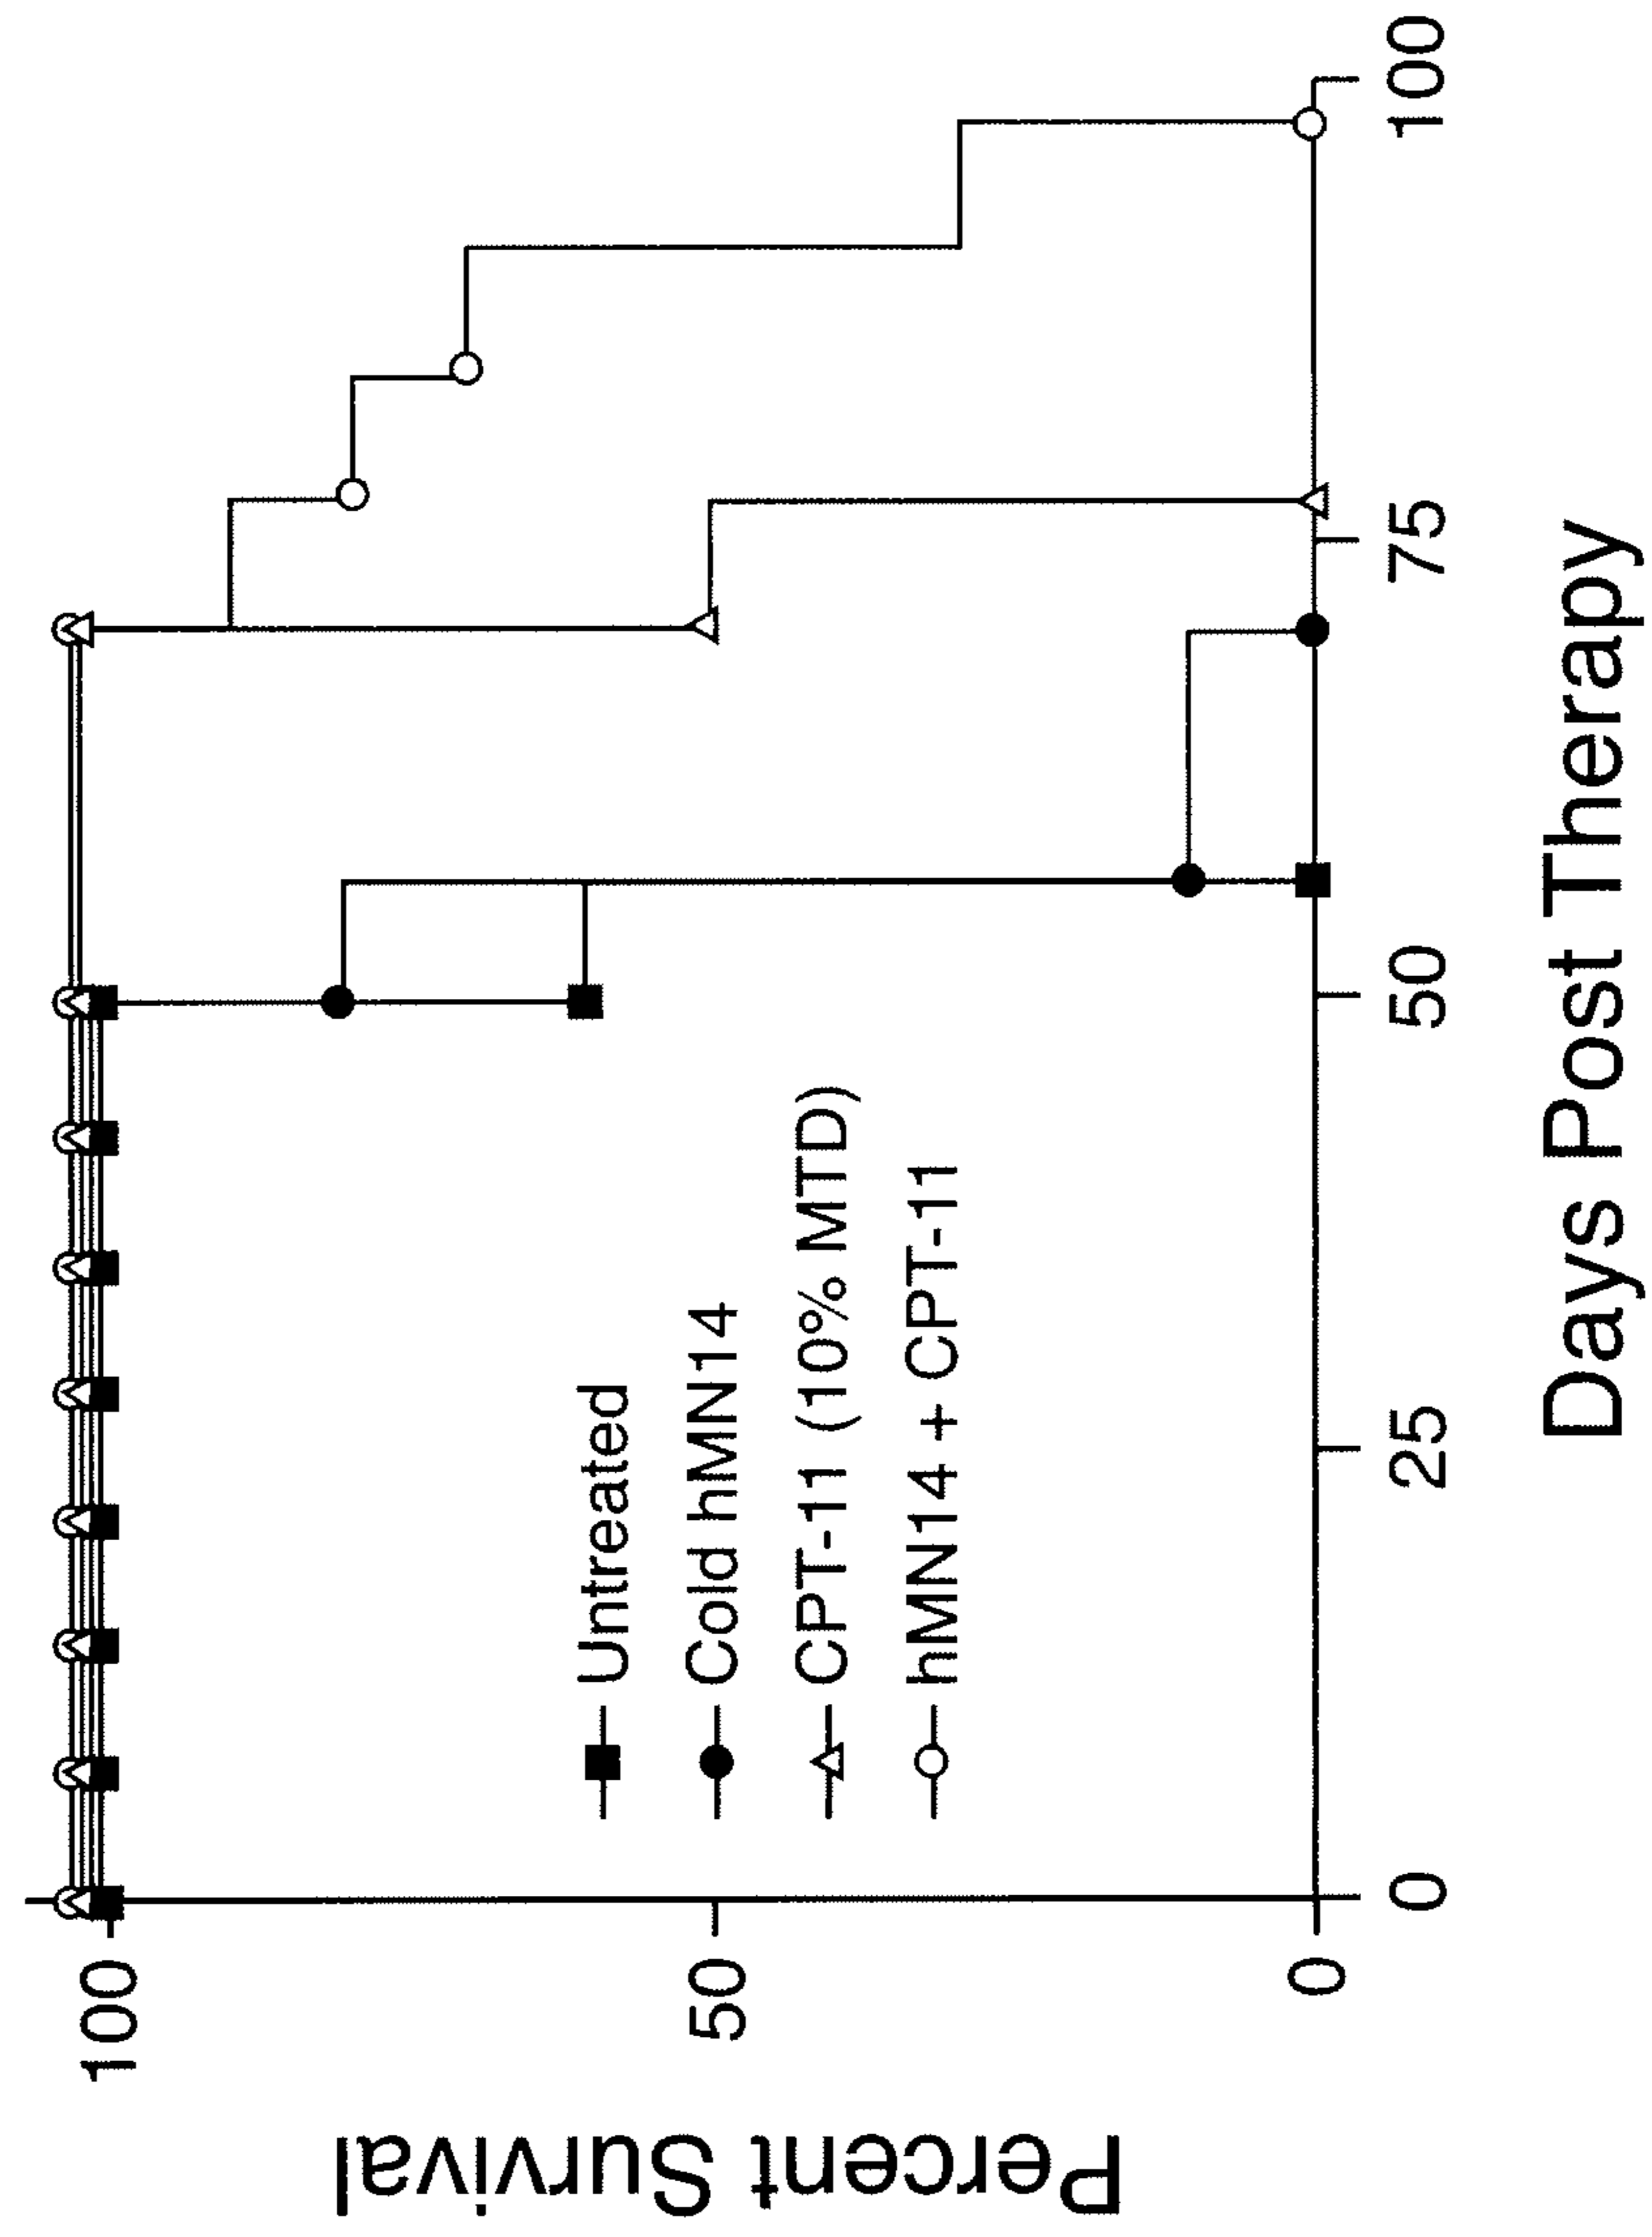 Percent Survival
100
50
0
Untreated
Cold hMN14
CPT-11 (10% MTD)
hMN14 + CPT-11
0
25
50
75
100
Days Post Therapy